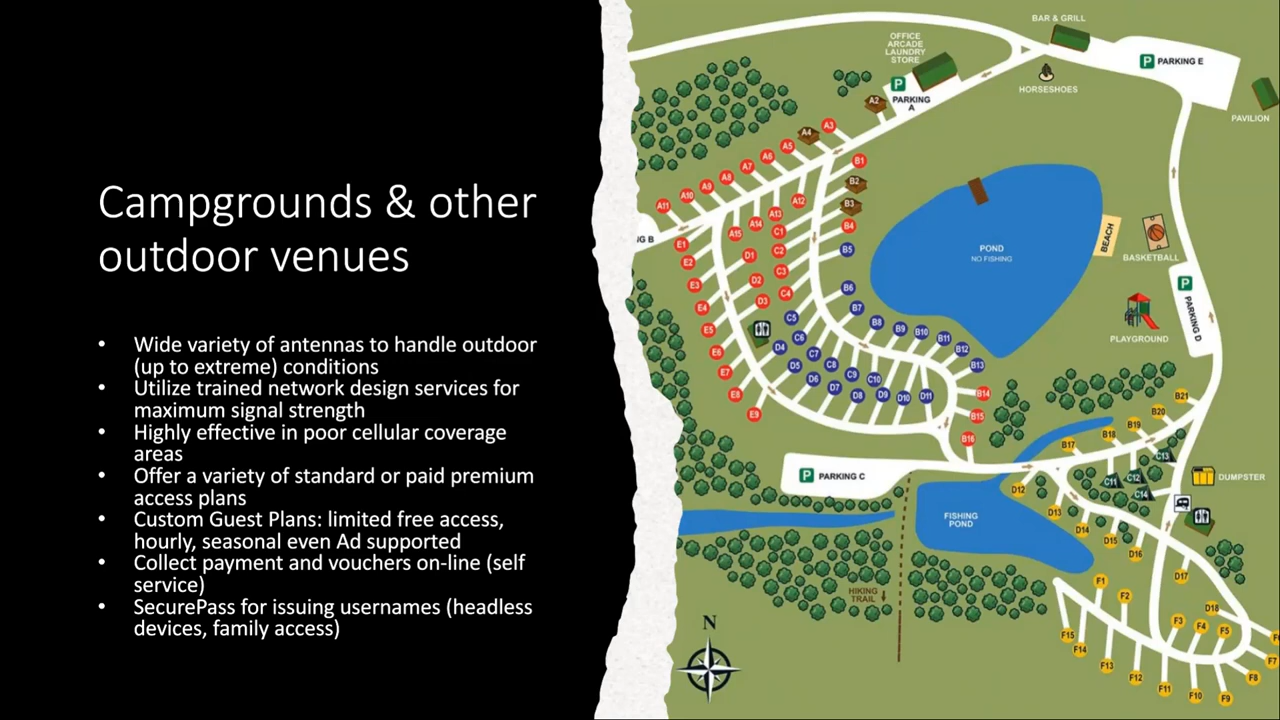 Campgrounds & other
outdoor venues
• Wide variety of antennas to handle outdoor
(up to extreme) conditions
• Utilize trained network design services for
maximum signal strength
• Highly effective in poor cellular coverage
areas
• Offer a variety of standard or paid premium
access plans
• Custom Guest Plans: limited free access,
hourly, seasonal even Ad supported
• Collect payment and vouchers on-line (self
service)
• SecurePass for issuing usernames (headless
devices, family access)
BAR & GRILL
OFFICE
ARCADE
LAUNDRY
STORE
P PARKING E
HORSESHOES
P
PARKING
A
PAVILION
A2
A3
A4
A5
A6
A7
A8
A9
A10
A11
A12
A13
A14
A15
B1
B2
B3
B4
B5
B6
B7
B8
B9
B10
B11
B12
B13
B14
B15
B16
NG B
E1
E2
E3
E4
E5
E6
E7
E8
E9
C1
C2
C3
C4
C5
C6
C7
C8
C9
C10
D1
D2
D3
D4
D5
D6
D7
D8
D9
D10
D11
POND
NO FISHING
BEACH
BASKETBALL
PLAYGROUND
P PARKING D
B21
B20
B19
B18
B17
C13
C12
C11
C14
DUMPSTER
P PARKING C
D12
D13
D14
D15
D16
D17
D18
FISHING
POND
HIKING
TRAIL
F1
F2
F3
F4
F5
F7
F8
F9
F10
F11
F12
F13
F14
F15
N